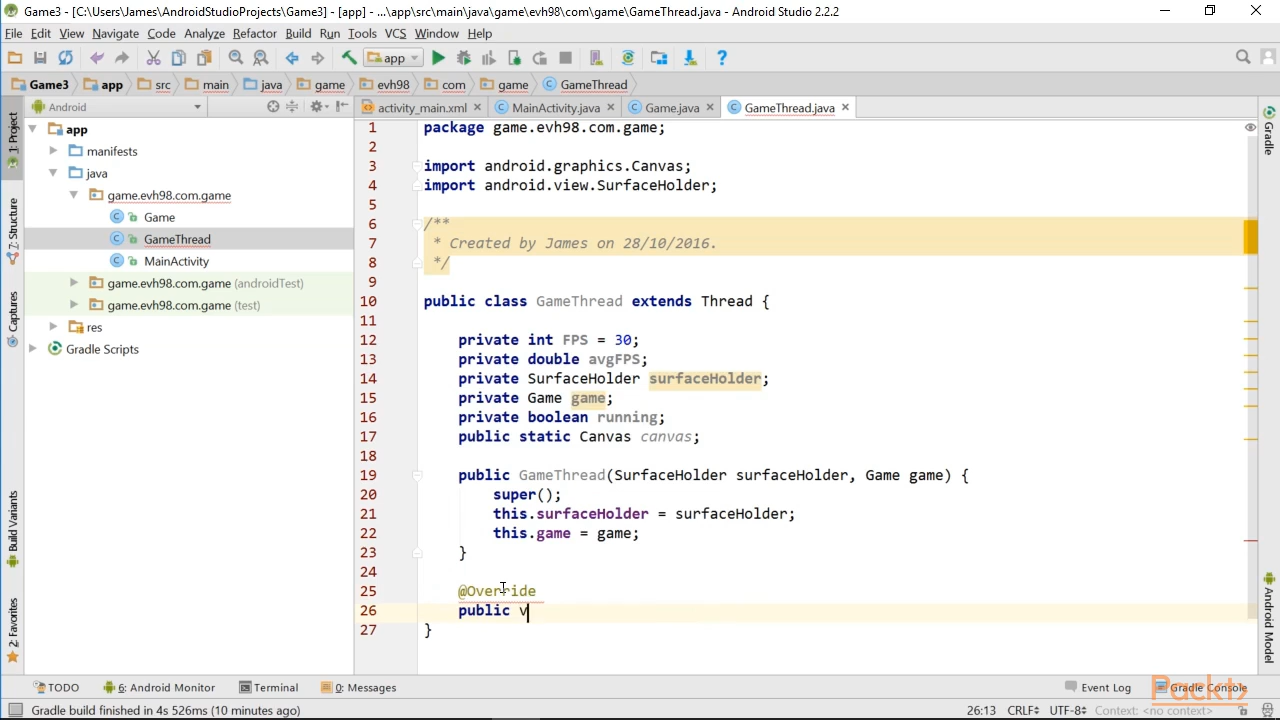 Game3 - [C:\Users\James\AndroidStudioProjects\Game3] - [app] - ...\app\src\main\java\game\evh98\com\game\GameThread.java - Android Studio 2.2.2
File Edit View Navigate Code Analyze Refactor Build Run Tools VCS Window Help
app
Game3 app src main java game evh98 com game GameThread
Android
activity_main.xml MainActivity.java Game.java GameThread.java
1: Project
7: Structure
Captures
Build Variants
2: Favorites
app
manifests
java
game.evh98.com.game
Game
GameThread
MainActivity
game.evh98.com.game (androidTest)
game.evh98.com.game (test)
res
Gradle Scripts
1 package game.evh98.com.game;
2
3 import android.graphics.Canvas;
4 import android.view.SurfaceHolder;
5
6 /**
7 * Created by James on 28/10/2016.
8 */
9
10 public class GameThread extends Thread {
11
12 private int FPS = 30;
13 private double avgFPS;
14 private SurfaceHolder surfaceHolder;
15 private Game game;
16 private boolean running;
17 public static Canvas canvas;
18
19 public GameThread(SurfaceHolder surfaceHolder, Game game) {
20 super();
21 this.surfaceHolder = surfaceHolder;
22 this.game = game;
23 }
24
25 @Override
26 public v
27 }
Gradle
Android Model
TODO 6: Android Monitor Terminal 0: Messages Event Log Gradle Console
Packt
Gradle build finished in 4s 526ms (10 minutes ago) 26:13 CRLF UTF-8 Context: <no context>